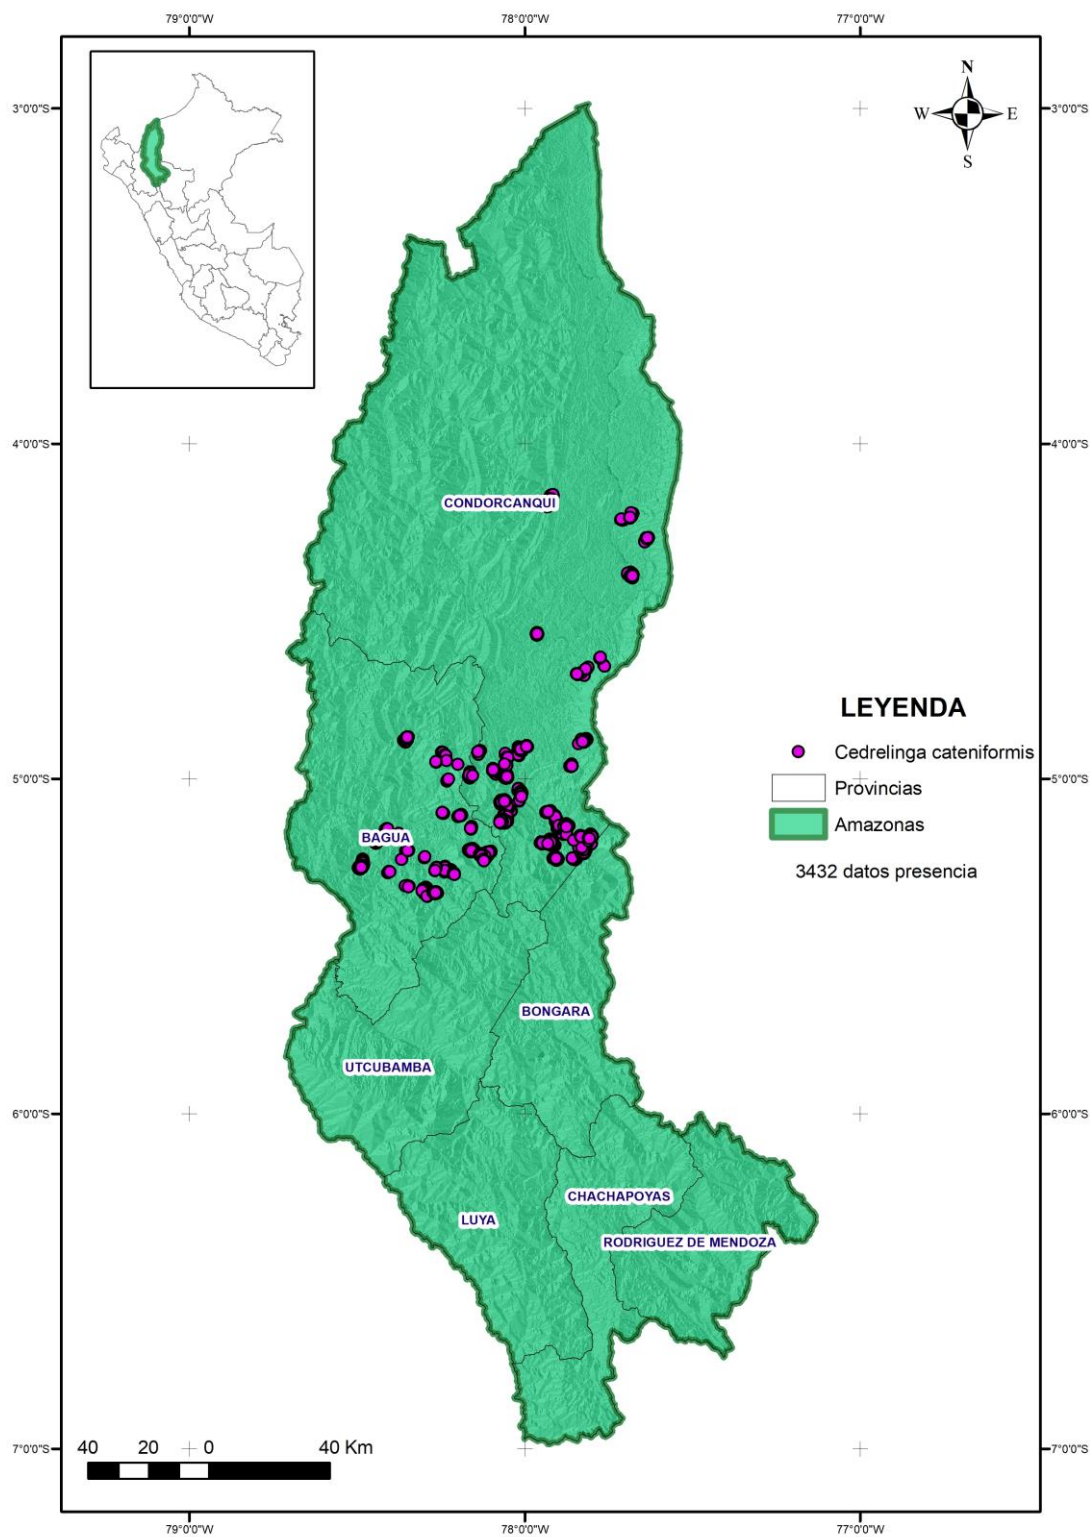 79°0'0"W 78°0'0"W 77°0'0"W
N
W E
S
3°0'0"S 3°0'0"S
4°0'0"S 4°0'0"S
CONDORCANQUI
LEYENDA
Cedrelinga cateniformis
Provincias
Amazonas
3432 datos presencia
5°0'0"S 5°0'0"S
BAGUA
BONGARA
UTCUBAMBA
6°0'0"S 6°0'0"S
CHACHAPOYAS
LUYA
RODRIGUEZ DE MENDOZA
40 20 0 40 Km
7°0'0"S 7°0'0"S
79°0'0"W 78°0'0"W 77°0'0"W